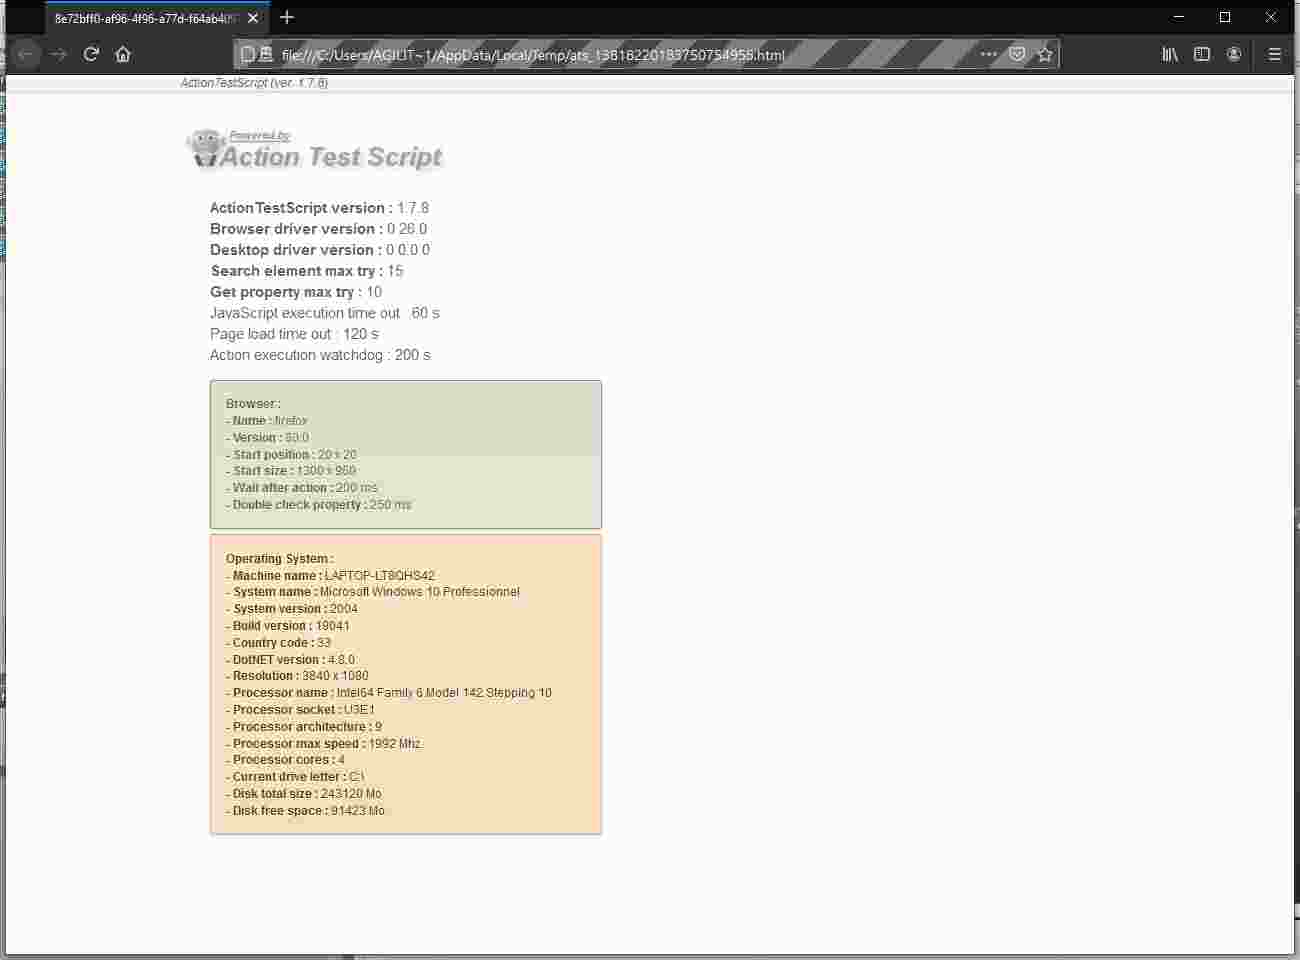 8e72bff0-af96-4f96-a77d-f64ab409
file:///C:/Users/AGILIT~1/AppData/Local/Temp/ats_13818220183750754955.html
ActionTestScript (ver. 1.7.8)
Powered by
Action Test Script
ActionTestScript version : 1.7.8
Browser driver version : 0.26.0
Desktop driver version : 0.0.0.0
Search element max try : 15
Get property max try : 10
JavaScript execution time out : 60 s
Page load time out : 120 s
Action execution watchdog : 200 s
Browser :
- Name : firefox
- Version : 80.0
- Start position : 20 x 20
- Start size : 1300 x 960
- Wait after action : 200 ms
- Double check property : 250 ms
Operating System :
- Machine name : LAPTOP-LT8QHS42
- System name : Microsoft Windows 10 Professionnel
- System version : 2004
- Build version : 19041
- Country code : 33
- DotNET version : 4.8.0
- Resolution : 3840 x 1080
- Processor name : Intel64 Family 6 Model 142 Stepping 10
- Processor socket : U3E1
- Processor architecture : 9
- Processor max speed : 1992 Mhz
- Processor cores : 4
- Current drive letter : C:\
- Disk total size : 243120 Mo
- Disk free space : 91423 Mo